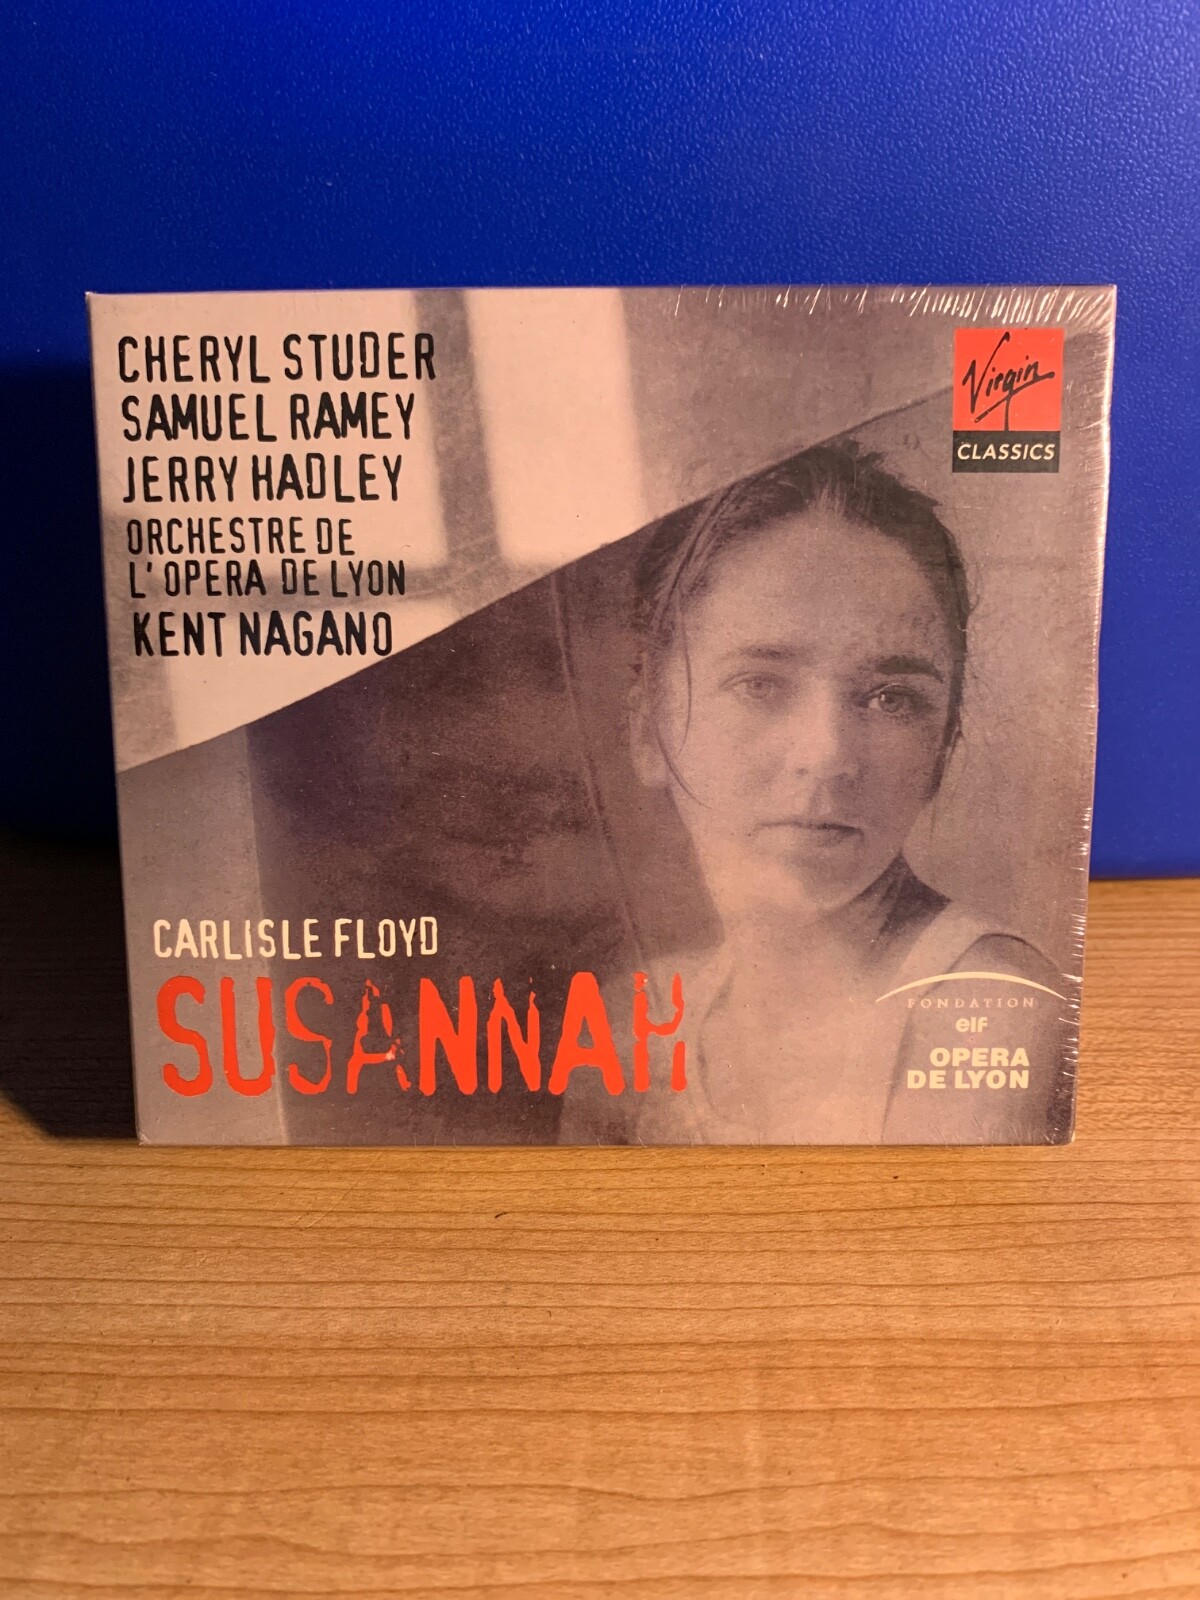 CHERYL STUDER
SAMUEL RAMEY
JERRY HADLEY
ORCHESTRE DE
L'OPERA DE LYON
KENT NAGANO
Virgin
CLASSICS
CARLISLE FLOYD
SUSANNAH
FONDATION
elf
OPERA
DE LYON